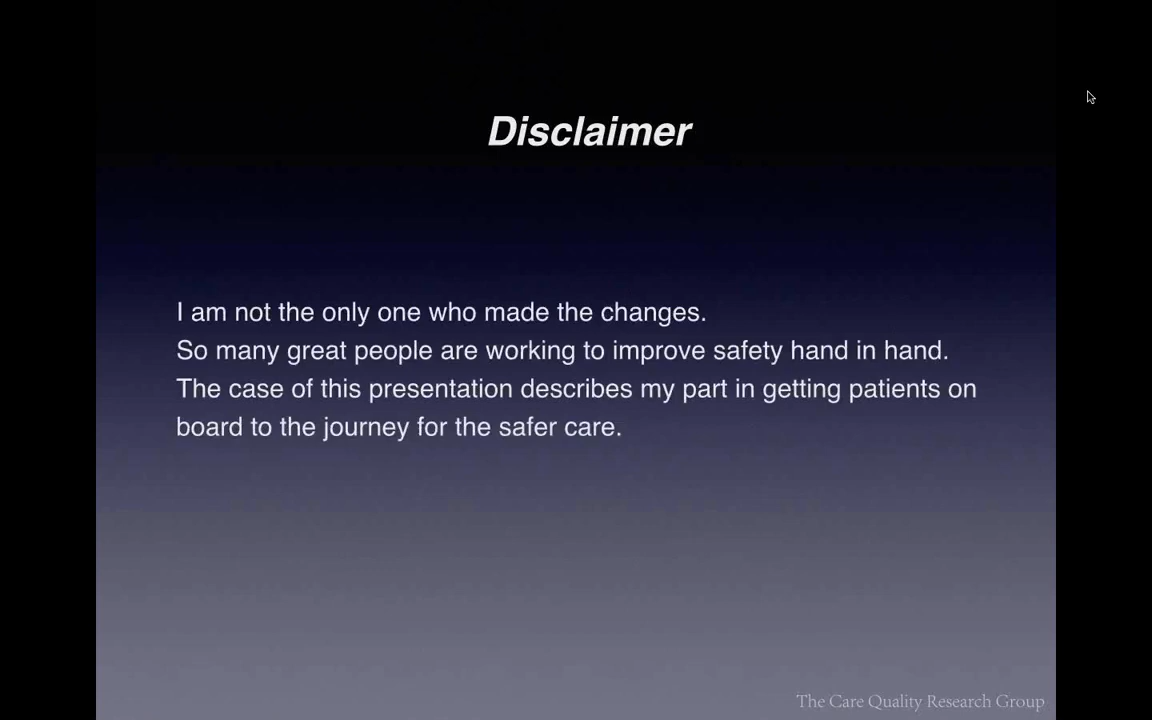 Disclaimer
I am not the only one who made the changes.
So many great people are working to improve safety hand in hand.
The case of this presentation describes my part in getting patients on
board to the journey for the safer care.
The Care Quality Research Group